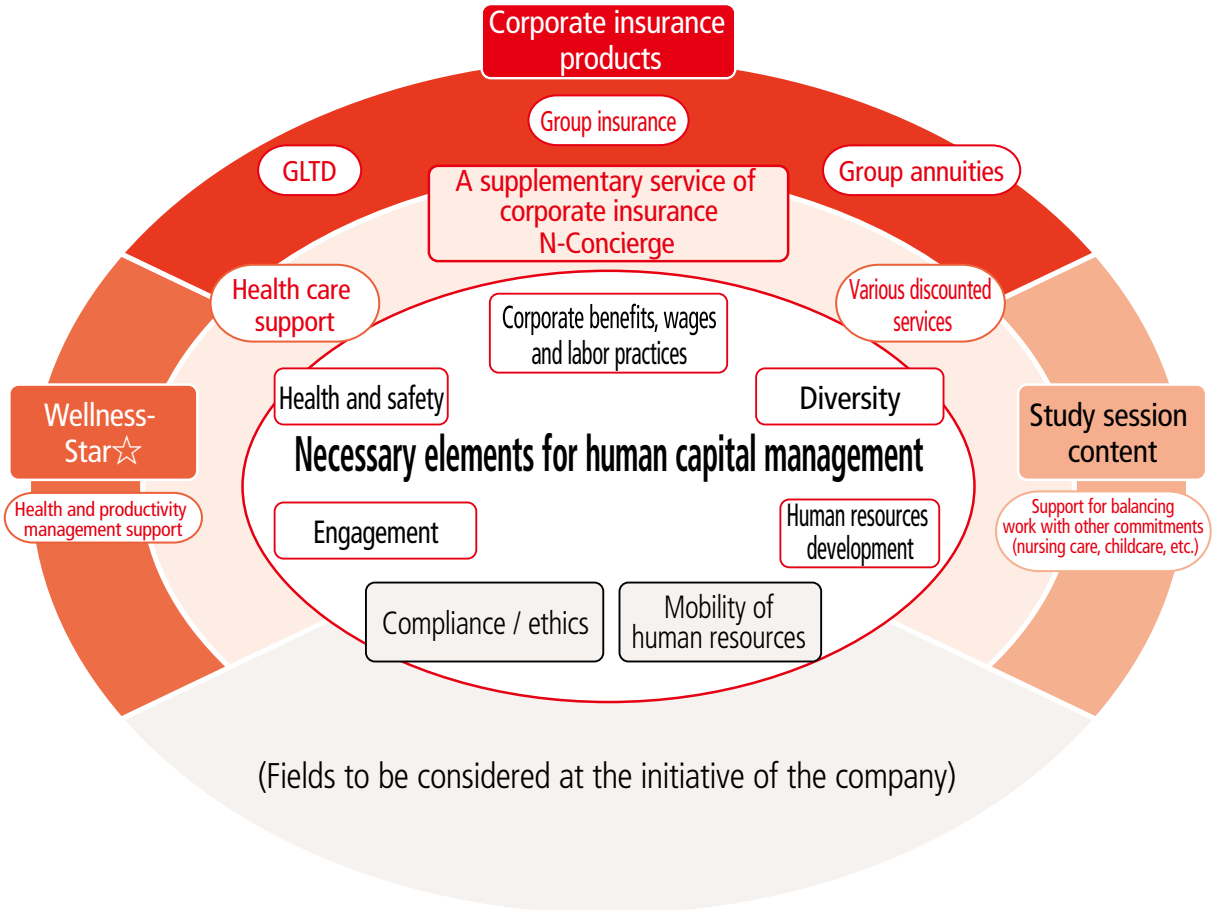 Corporate insurance
products
Group insurance
GLTD
Group annuities
A supplementary service of
corporate insurance
N-Concierge
Health care
support
Various discounted
services
Corporate benefits, wages
and labor practices
Health and safety
Diversity
Wellness-
Star☆
Study session
content
Necessary elements for human capital management
Health and productivity
management support
Engagement
Human resources
development
Support for balancing
work with other commitments
(nursing care, childcare, etc.)
Compliance / ethics
Mobility of
human resources
(Fields to be considered at the initiative of the company)